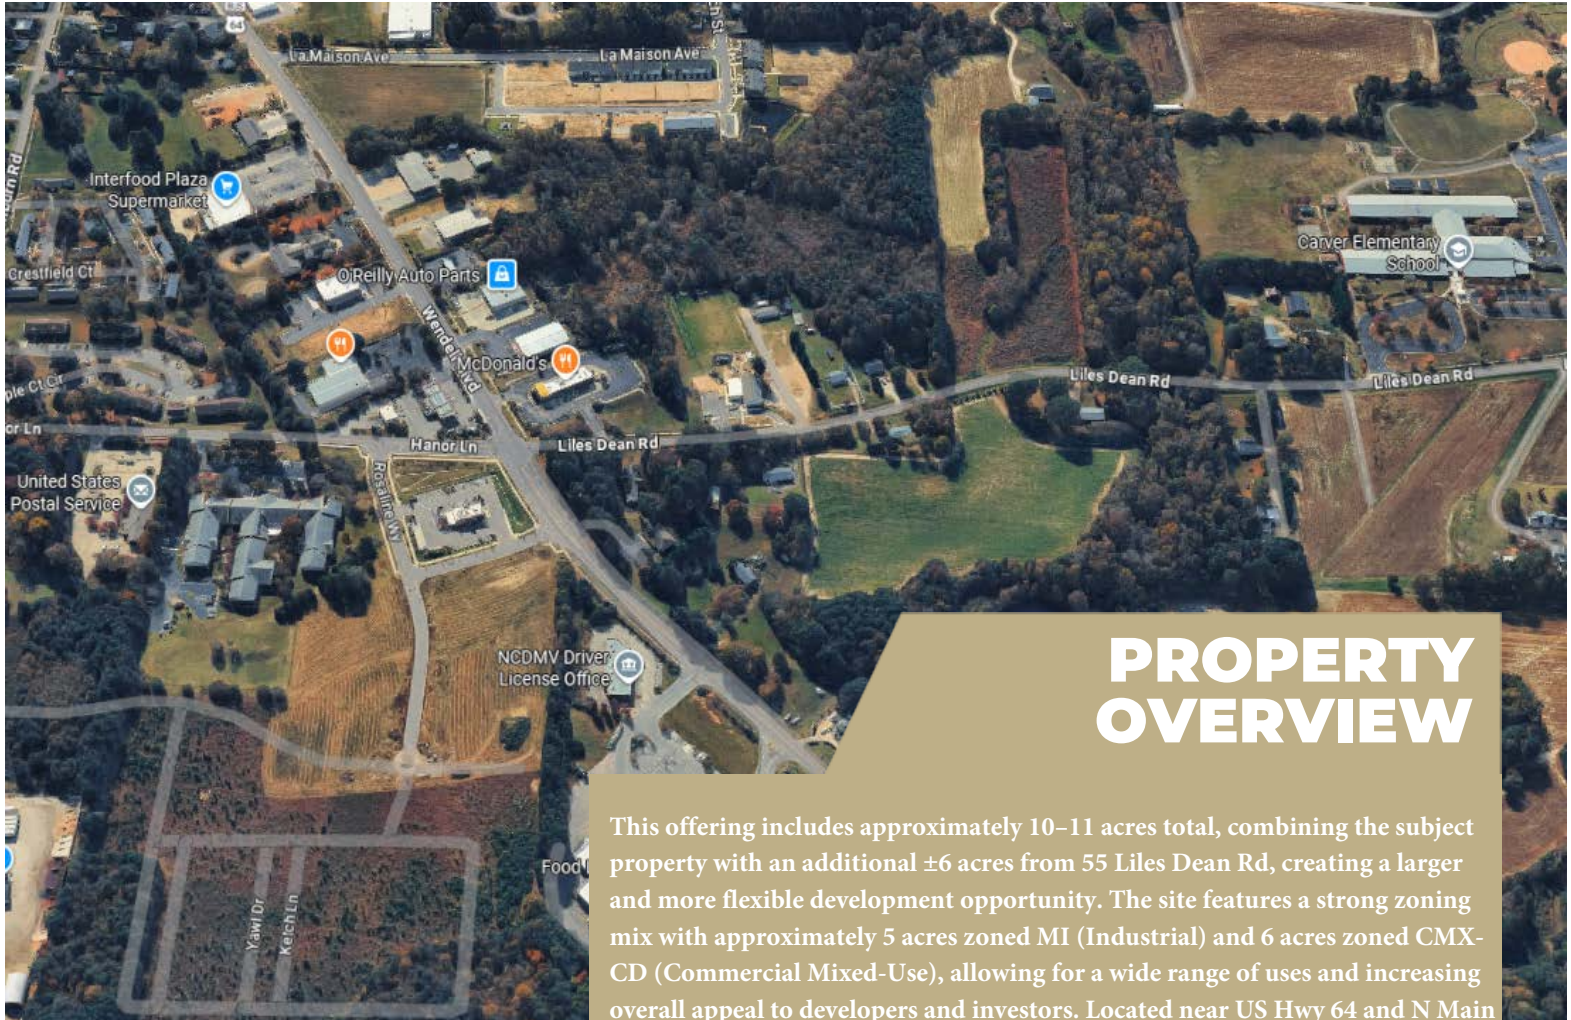 BUS
64
La Maison Ave
La Maison Ave
Interfood Plaza
Supermarket
Crestfield Ct
O'Reilly Auto Parts
Carver Elementary
School
McDonald's
Liles Dean Rd
Liles Dean Rd
Hanor Ln
Liles Dean Rd
United States
Postal Service
Rosaline Wy
NCDMV Driver
License Office
PROPERTY
OVERVIEW
Food
Yawl Dr
Ketch Ln
This offering includes approximately 10–11 acres total, combining the subject
property with an additional ±6 acres from 55 Liles Dean Rd, creating a larger
and more flexible development opportunity. The site features a strong zoning
mix with approximately 5 acres zoned MI (Industrial) and 6 acres zoned CMX-
CD (Commercial Mixed-Use), allowing for a wide range of uses and increasing
overall appeal to developers and investors. Located near US Hwy 64 and N Main